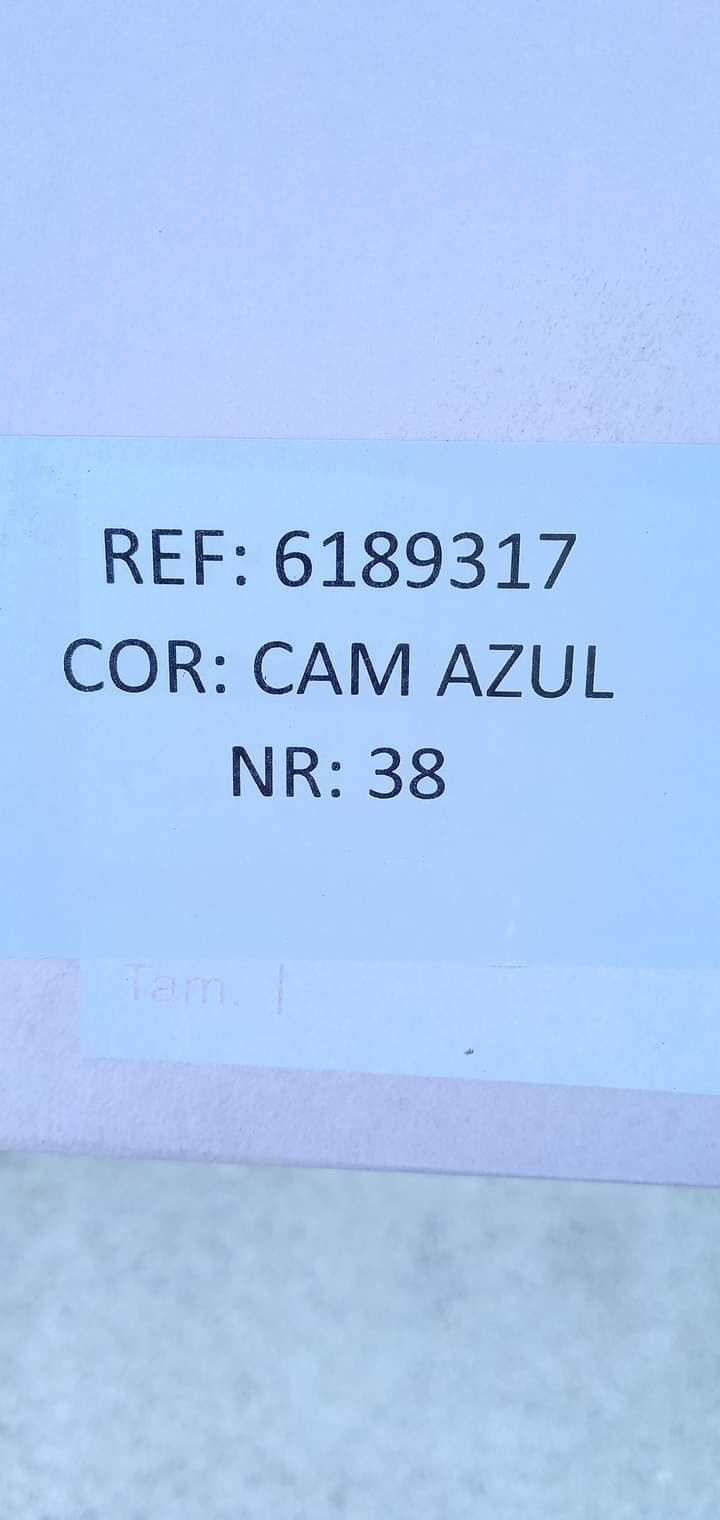 REF: 6189317
COR: CAM AZUL
NR: 38
Tam. |